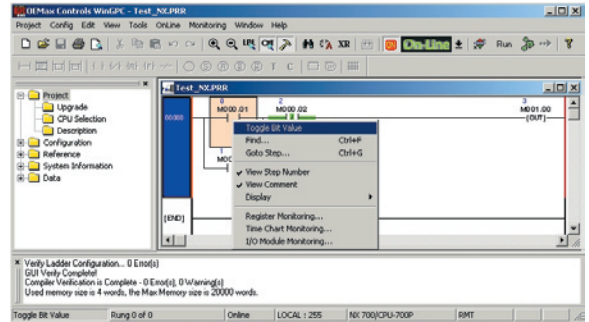 OEMax Controls WinGPC - Test_NX.PRR
Project Config Edit View Tools OnLine Monitoring Window Help
XR On-Line Run
T C
Project
Upgrade
CPU Selection
Description
Configuration
Reference
System Information
Data
Test_NX.PRR
0 2 3
00000 M000.01 M000.02 M001.00
(OUT)
Toggle Bit Value
Find... Ctrl+F
Goto Step... Ctrl+G
1
M00
View Step Number
View Comment
Display
Register Monitoring...
Time Chart Monitoring...
I/O Module Monitoring...
[END]
Verify Ladder Configuration... 0 Error(s)
GUI Verify Complete!
Compiler Verification is Complete - 0 Error(s), 0 Warning(s)
Used memory size is 4 words, the Max Memory size is 20000 words.
Toggle Bit Value Rung 0 of 0 Online LOCAL : 255 NX 700/CPU-700P RMT